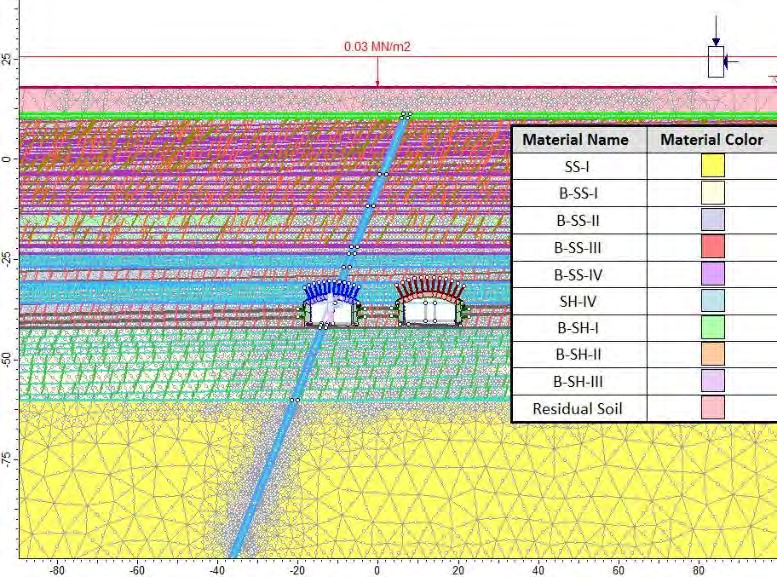 0.03 MN/m2
25
0
-25
-50
-75
Material Name Material Color
SS-I
B-SS-I
B-SS-II
B-SS-III
B-SS-IV
SH-IV
B-SH-I
B-SH-II
B-SH-III
Residual Soil
-80 -60 -40 -20 0 20 40 60 80